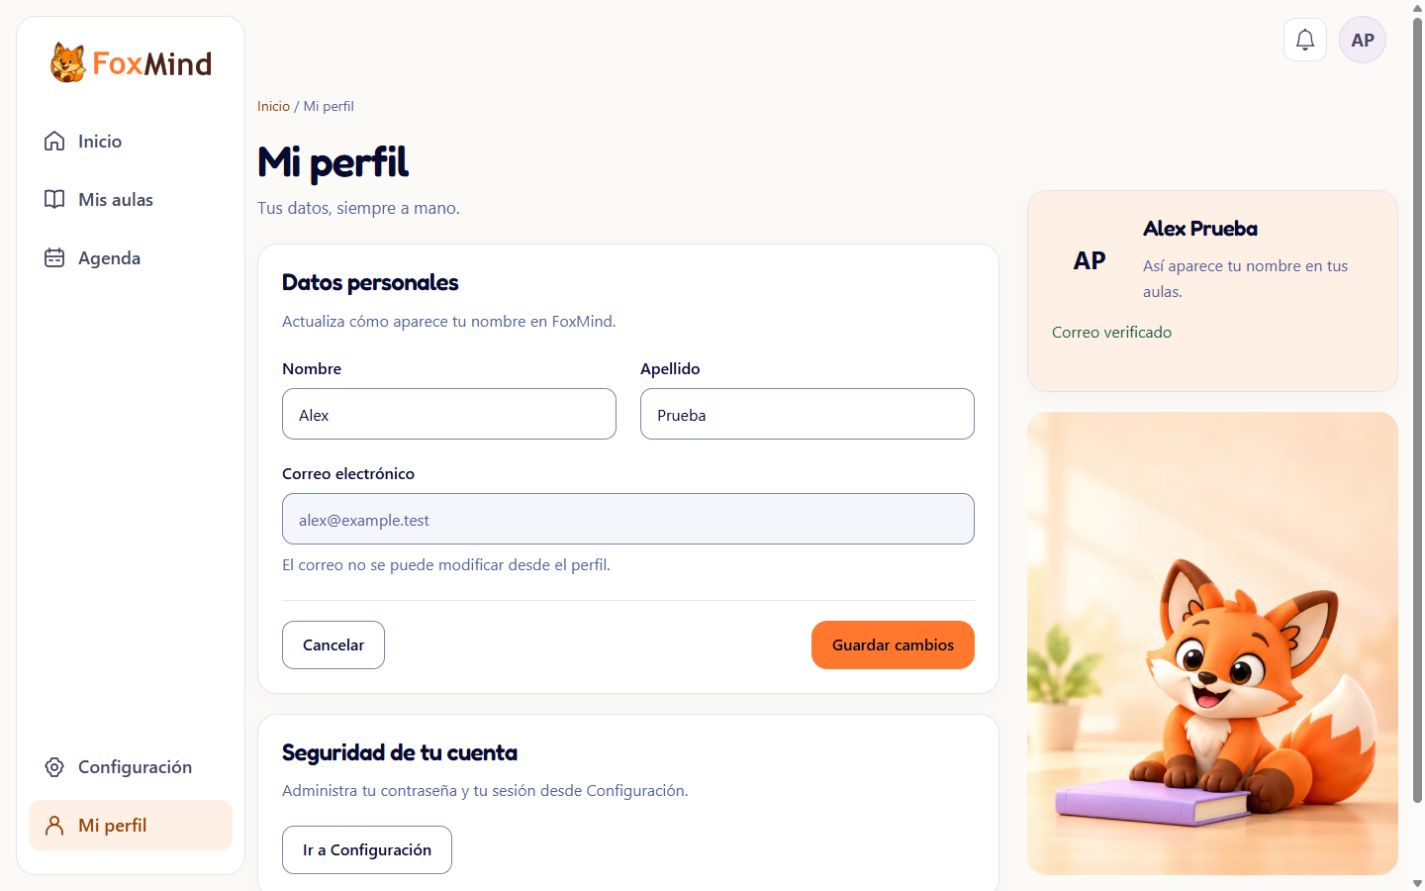 FoxMind
Inicio
Mis aulas
Agenda
Configuración
Mi perfil
AP
Inicio / Mi perfil
Mi perfil
Tus datos, siempre a mano.
Datos personales
Actualiza cómo aparece tu nombre en FoxMind.
Nombre
Apellido
Alex
Prueba
Correo electrónico
alex@example.test
El correo no se puede modificar desde el perfil.
Cancelar
Guardar cambios
Seguridad de tu cuenta
Administra tu contraseña y tu sesión desde Configuración.
Ir a Configuración
AP
Alex Prueba
Así aparece tu nombre en tus
aulas.
Correo verificado